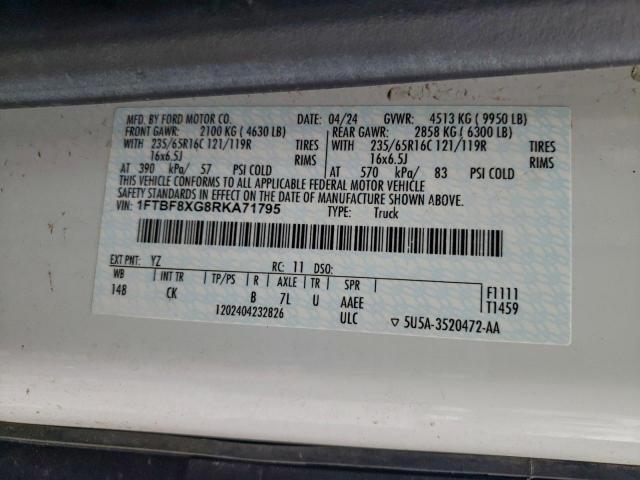 MFD. BY FORD MOTOR CO. DATE: 04/24 GVWR: 4513 KG ( 9950 LB)
FRONT GAWR: 2100 KG ( 4630 LB) REAR GAWR: 2858 KG ( 6300 LB)
WITH 235/65R16C 121/119R TIRES WITH 235/65R16C 121/119R TIRES
16x6.5J RIMS 16x6.5J RIMS
AT 390 kPa/ 57 PSI COLD AT 570 kPa/ 83 PSI COLD
THIS VEHICLE CONFORMS TO ALL APPLICABLE FEDERAL MOTOR VEHICLE
SAFETY STANDARDS IN EFFECT ON THE DATE OF MANUFACTURE SHOWN ABOVE.
VIN: 1FTBF8XG8RKA71795 TYPE: Truck
EXT PNT: YZ RC: 11 DSO:
WB INT TR TP/PS R AXLE TR SPR F1111
148 CK B 7L U AAEE T1459
1202404232826 ULC ▽ 5U5A-3520472-AA